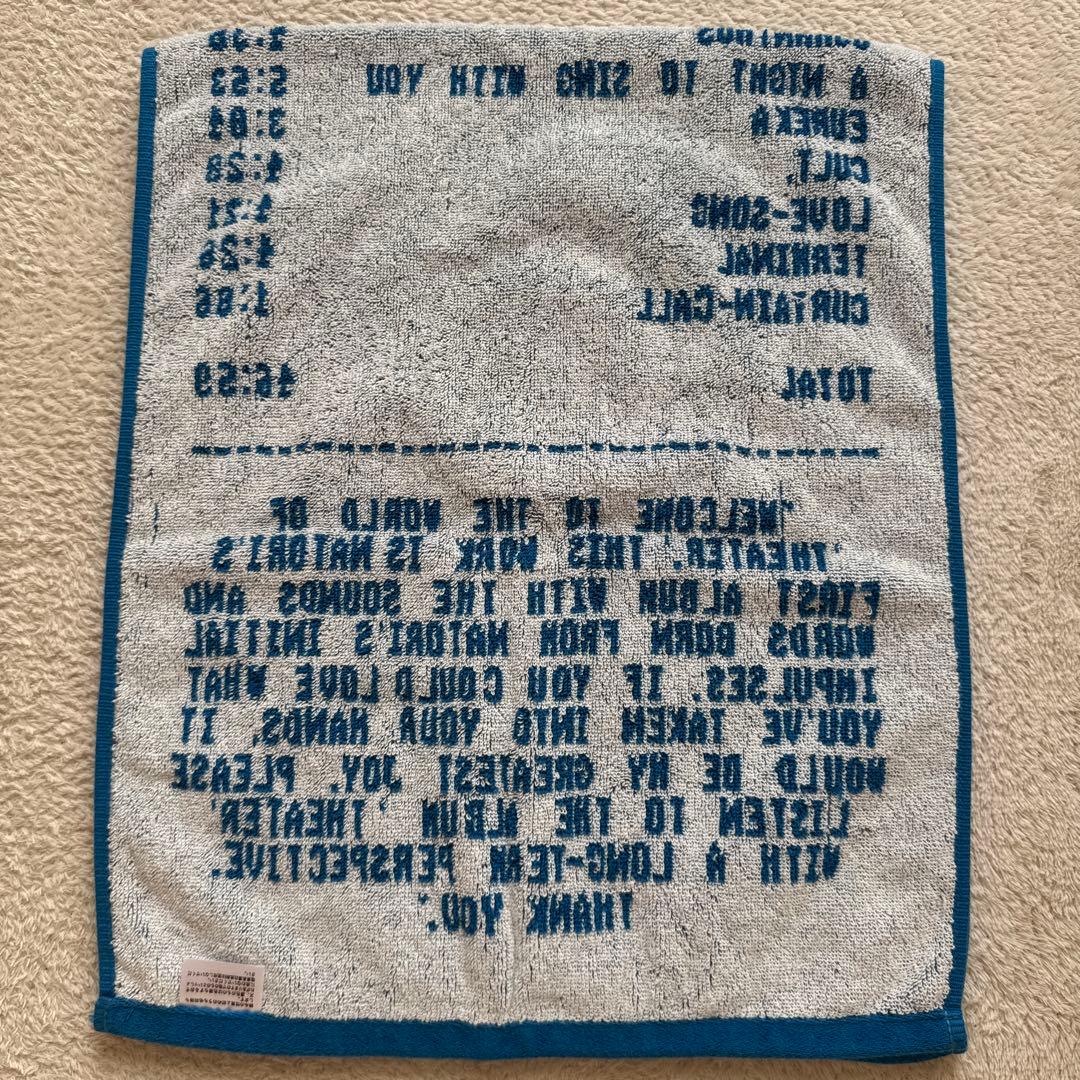 A NIGHT TO SING WITH YOU 5:53
EUREKA 3:04
CULT. 4:28
LOVE-SONG 4:21
TERMINAL 4:26
CURTAIN-CALL 1:06
TOTAL 46:59
"WELCOME TO THE WORLD OF
'THEATER.' THIS WORK IS NATORI'S
FIRST ALBUM WITH THE SOUNDS AND
WORDS BORN FROM NATORI'S INITIAL
IMPULSES. IF YOU COULD LOVE WHAT
YOU'VE TAKEN INTO YOUR HANDS, IT
WOULD BE MY GREATEST JOY. PLEASE
LISTEN TO THE ALBUM 'THEATER'
WITH A LONG-TERM PERSPECTIVE.
THANK YOU."